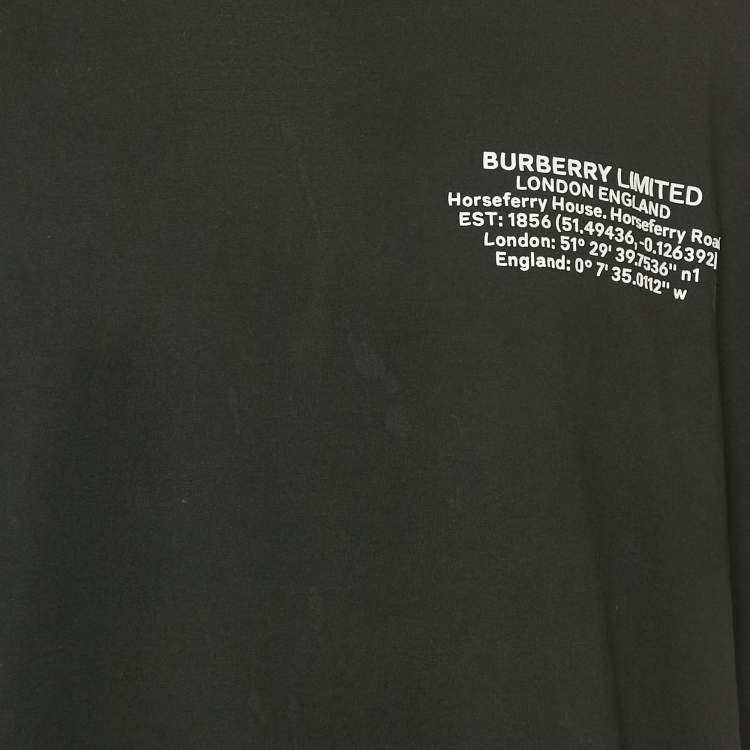 BURBERRY LIMITED
LONDON ENGLAND
Horseferry House. Horseferry Roa
EST: 1856 (51.49436,-0.126392)
London: 51° 29' 39.7536" n1
England: 0° 7' 35.0112" w